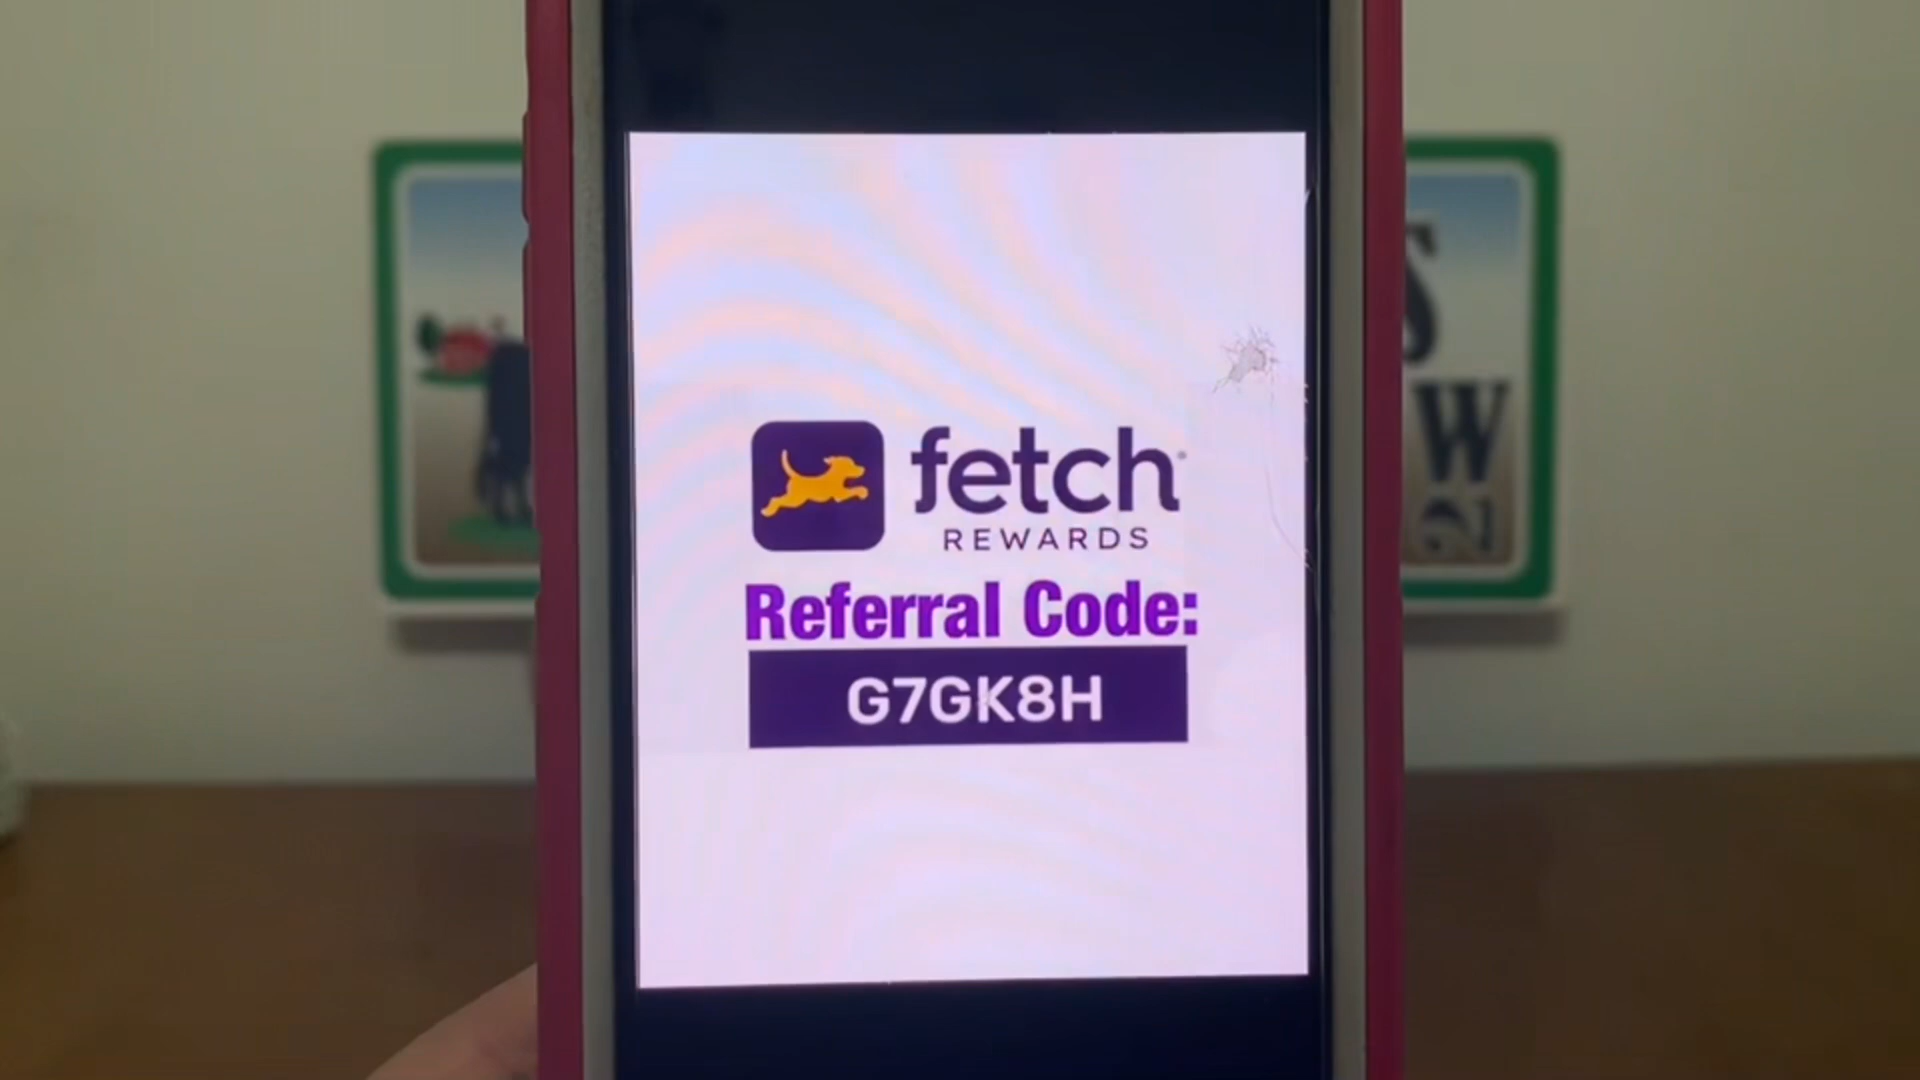 fetch
REWARDS
Referral Code:
G7GK8H
S
W